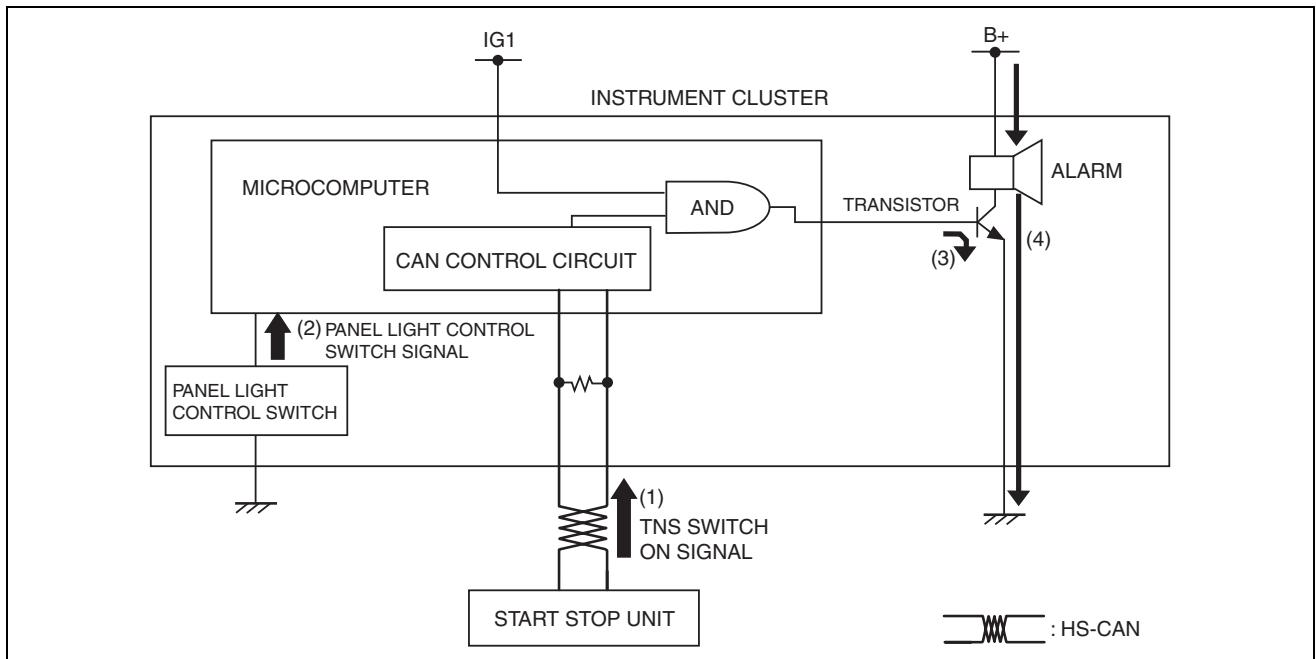 IG1
B+
INSTRUMENT CLUSTER
MICROCOMPUTER
AND
TRANSISTOR
ALARM
CAN CONTROL CIRCUIT
(3)
(4)
(2) PANEL LIGHT CONTROL
SWITCH SIGNAL
PANEL LIGHT
CONTROL SWITCH
(1)
TNS SWITCH
ON SIGNAL
START STOP UNIT
: HS-CAN